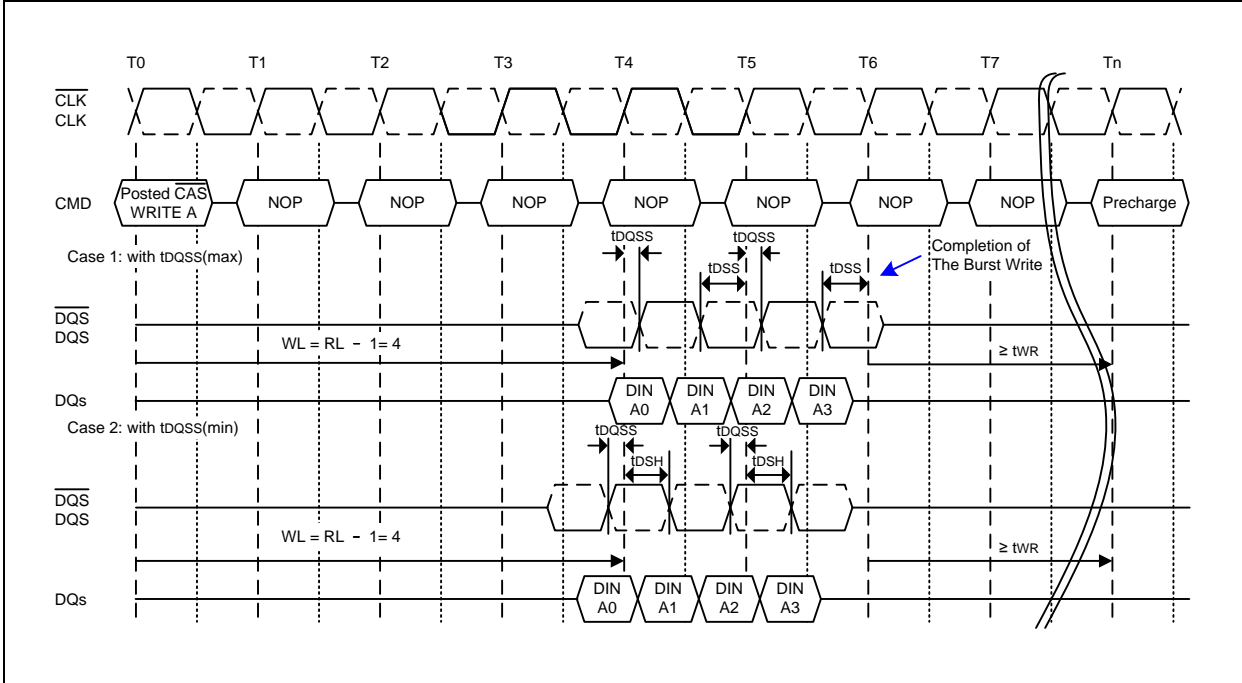 T0 T1 T2 T3 T4 T5 T6 T7 Tn
CLK
CLK
CMD
Posted CAS
WRITE A
NOP
NOP
NOP
NOP
NOP
NOP
NOP
Precharge
Case 1: with tDQSS(max)
tDQSS
tDQSS
tDSS
tDSS
Completion of
The Burst Write
DQS
DQS
WL = RL - 1= 4
≥ tWR
DQs
DIN
A0
DIN
A1
DIN
A2
DIN
A3
Case 2: with tDQSS(min)
tDQSS
tDQSS
tDSH
tDSH
DQS
DQS
WL = RL - 1= 4
≥ tWR
DQs
DIN
A0
DIN
A1
DIN
A2
DIN
A3